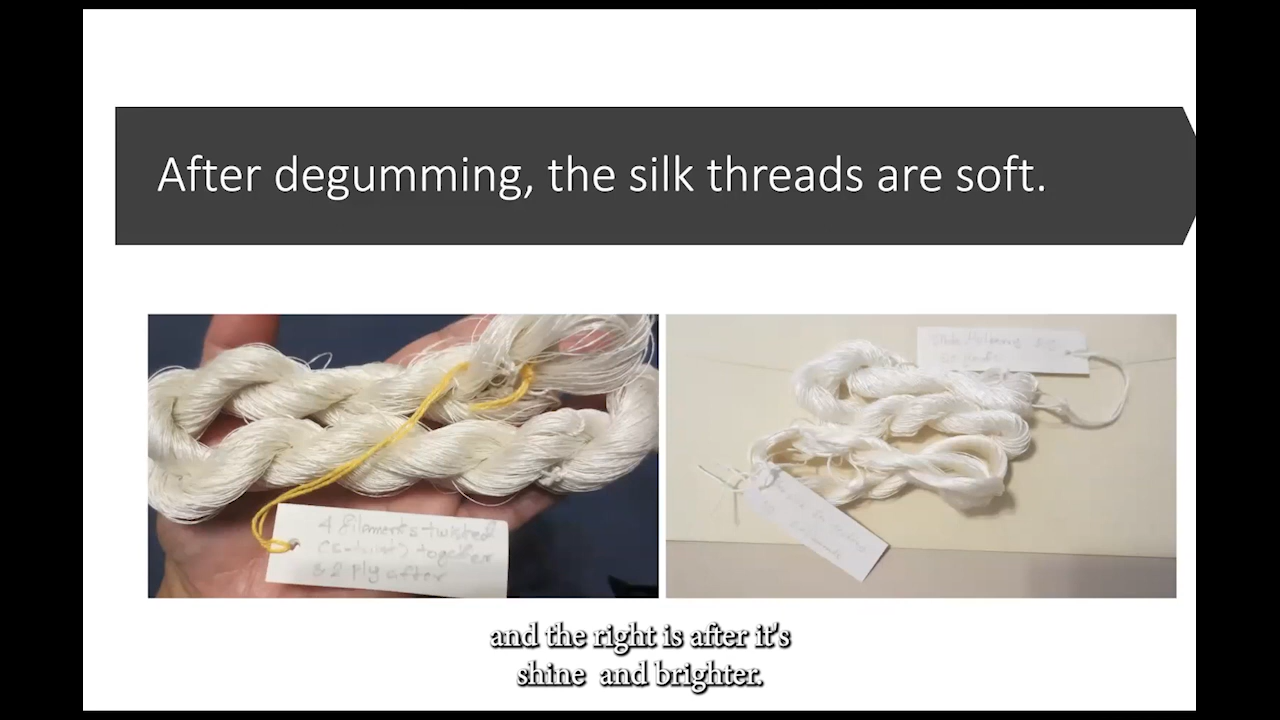 After degumming, the silk threads are soft.
4 filaments twisted
(s-twist) together
& 2 ply after
and the right is after it's
shine and brighter.